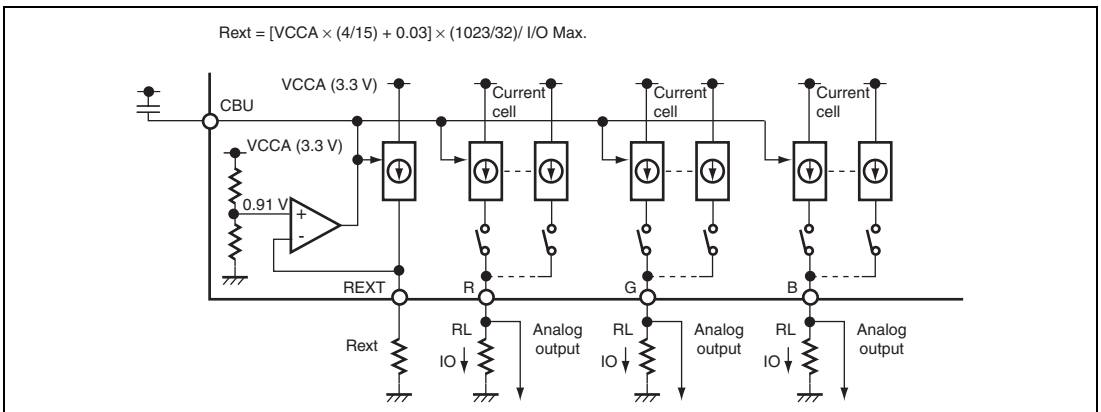 Rext = [VCCA × (4/15) + 0.03] × (1023/32)/ I/O Max.
VCCA (3.3 V)
Current
cell
Current
cell
Current
cell
CBU
VCCA (3.3 V)
0.91 V
+
-
REXT
R
G
B
Rext
RL
IO
Analog
output
RL
IO
Analog
output
RL
IO
Analog
output